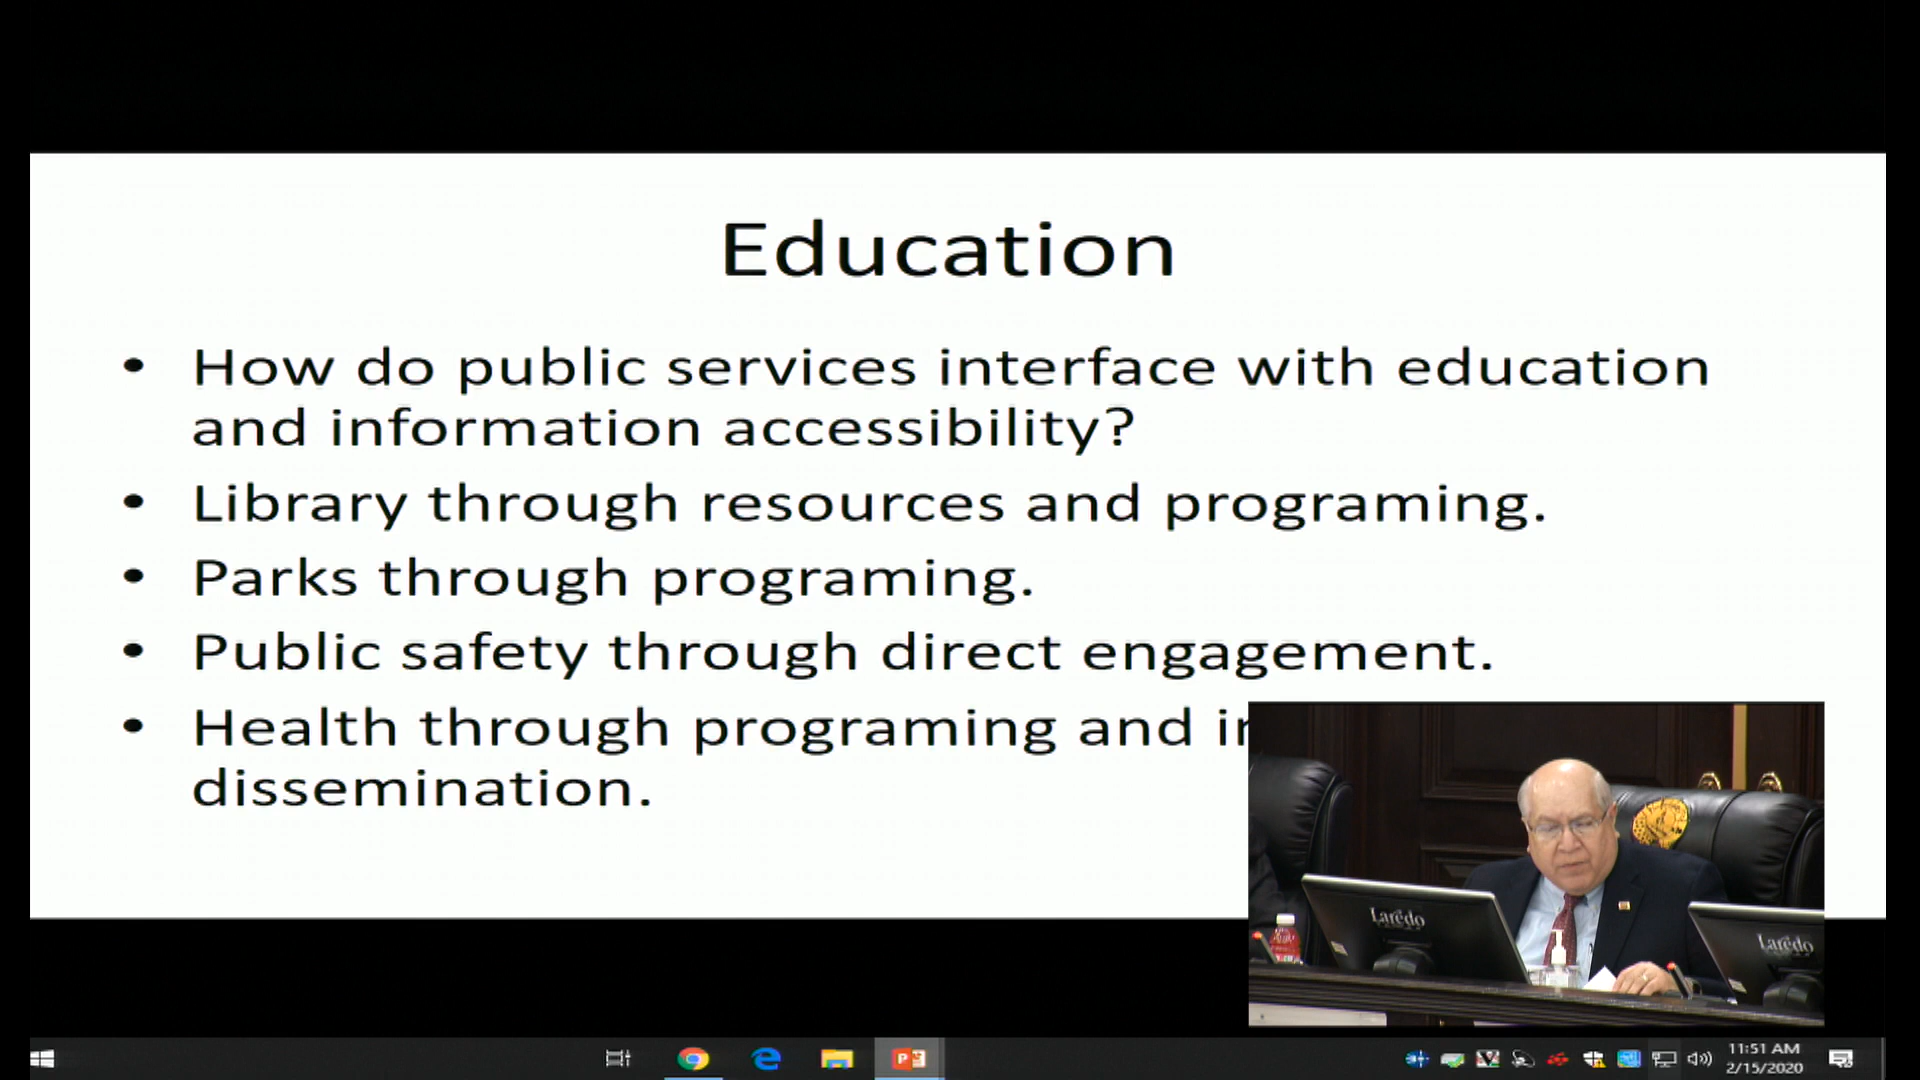 Education
• How do public services interface with education
and information accessibility?
• Library through resources and programing.
• Parks through programing.
• Public safety through direct engagement.
• Health through programing and
dissemination.
Laredo
Laredo
11:51 AM
2/15/2020